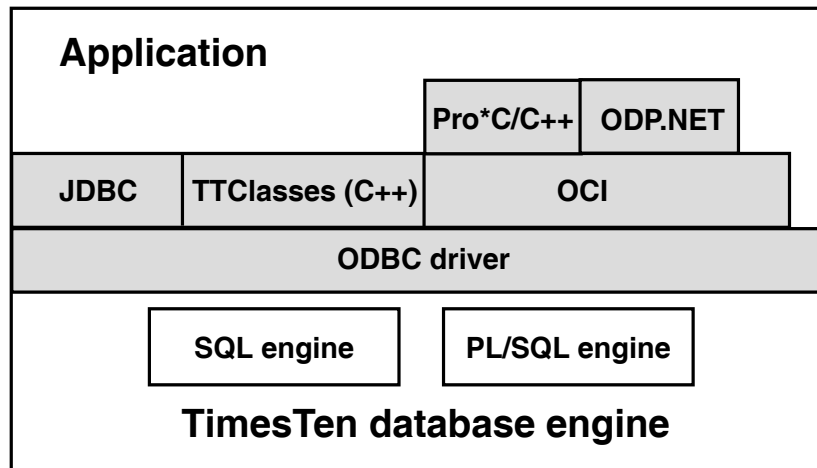 Application
Pro*C/C++ ODP.NET
JDBC TTClasses (C++) OCI
ODBC driver
SQL engine PL/SQL engine
TimesTen database engine